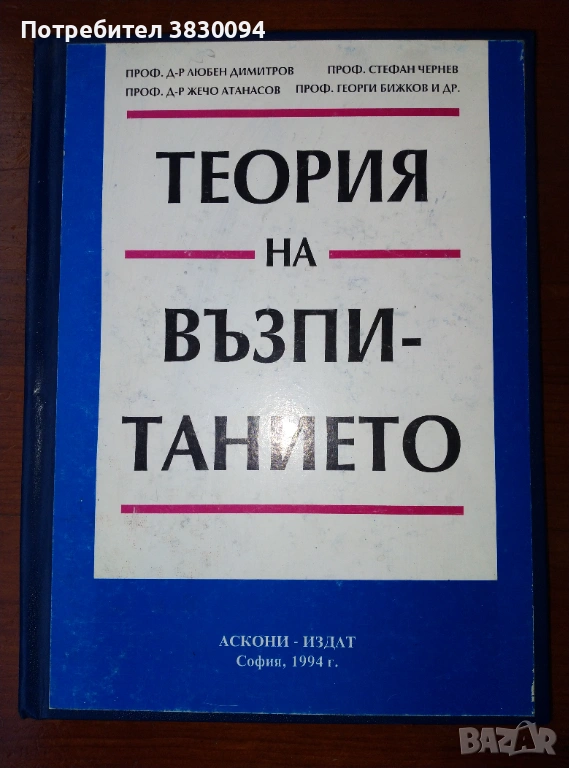 Потребител 3830094
ПРОФ. Д-Р ЛЮБЕН ДИМИТРОВ ПРОФ. СТЕФАН ЧЕРНЕВ
ПРОФ. Д-Р ЖЕЧО АТАНАСОВ ПРОФ. ГЕОРГИ БИЖКОВ И ДР.
ТЕОРИЯ
НА
ВЪЗПИ-
ТАНИЕТО
АСКОНИ - ИЗДАТ
София, 1994 г.
BAZAR